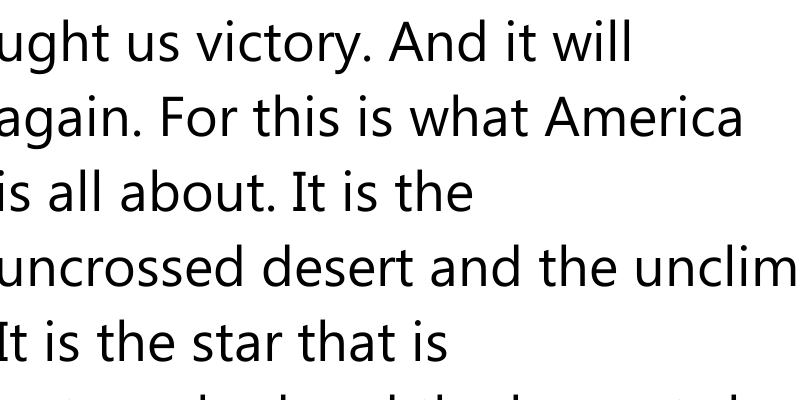 ught us victory. And it will
again. For this is what America
is all about. It is the
uncrossed desert and the unclim
It is the star that is